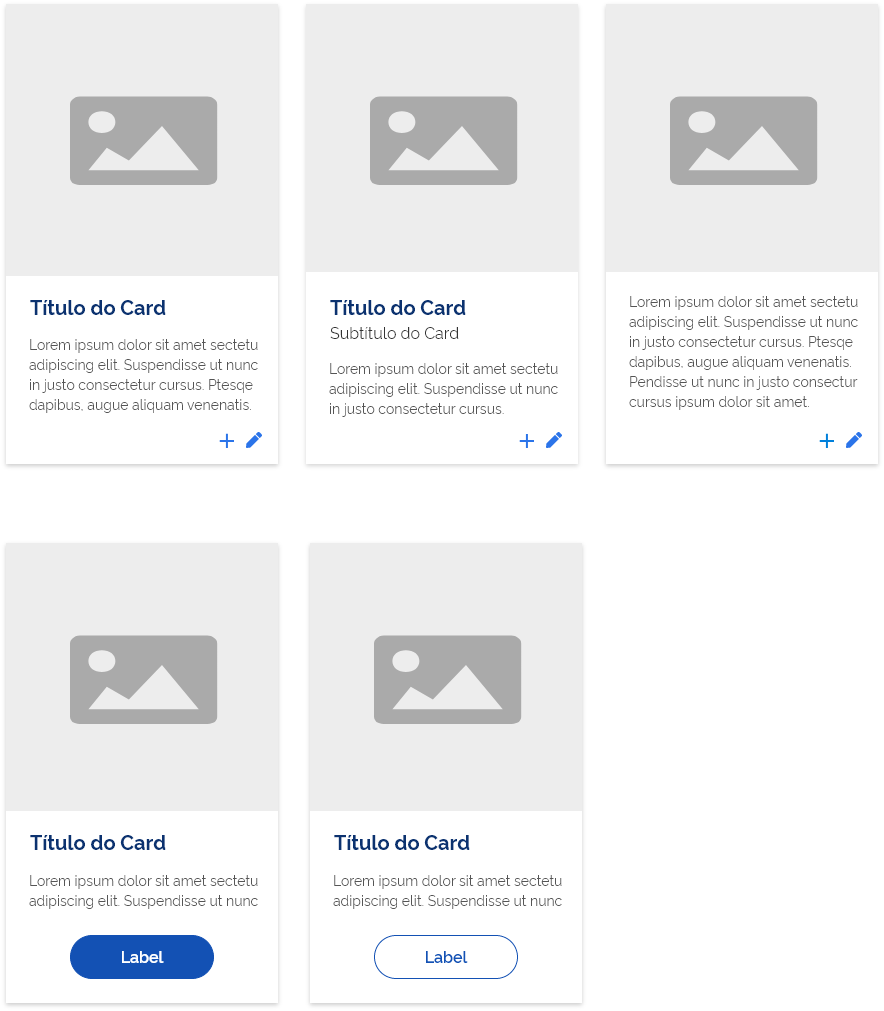 Título do Card
Lorem ipsum dolor sit amet sectetu
adipiscing elit. Suspendisse ut nunc
in justo consectetur cursus. Ptesqe
dapibus, augue aliquam venenatis.
Título do Card
Subtítulo do Card
Lorem ipsum dolor sit amet sectetu
adipiscing elit. Suspendisse ut nunc
in justo consectetur cursus.
Lorem ipsum dolor sit amet sectetu
adipiscing elit. Suspendisse ut nunc
in justo consectetur cursus. Ptesqe
dapibus, augue aliquam venenatis.
Pendisse ut nunc in justo consectetur
cursus ipsum dolor sit amet.
Título do Card
Lorem ipsum dolor sit amet sectetu
adipiscing elit. Suspendisse ut nunc
Label
Título do Card
Lorem ipsum dolor sit amet sectetu
adipiscing elit. Suspendisse ut nunc
Label